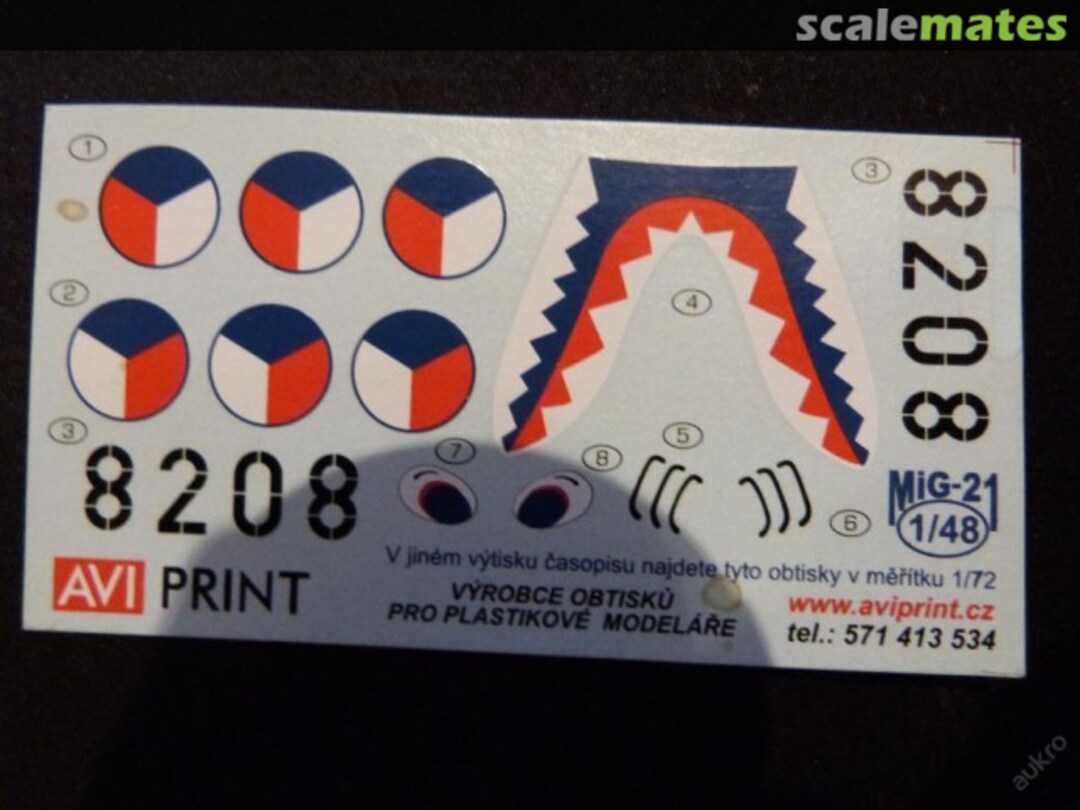 scalemates
1
3
8208
2
4
3
8208
5
7
8
6
MiG-21
1/48
V jiném výtisku časopisu najdete tyto obtisky v měřítku 1/72
AVI PRINT
VÝROBCE OBTISKŮ
PRO PLASTIKOVÉ MODELÁŘE
www.aviprint.cz
tel.: 571 413 534
aukro